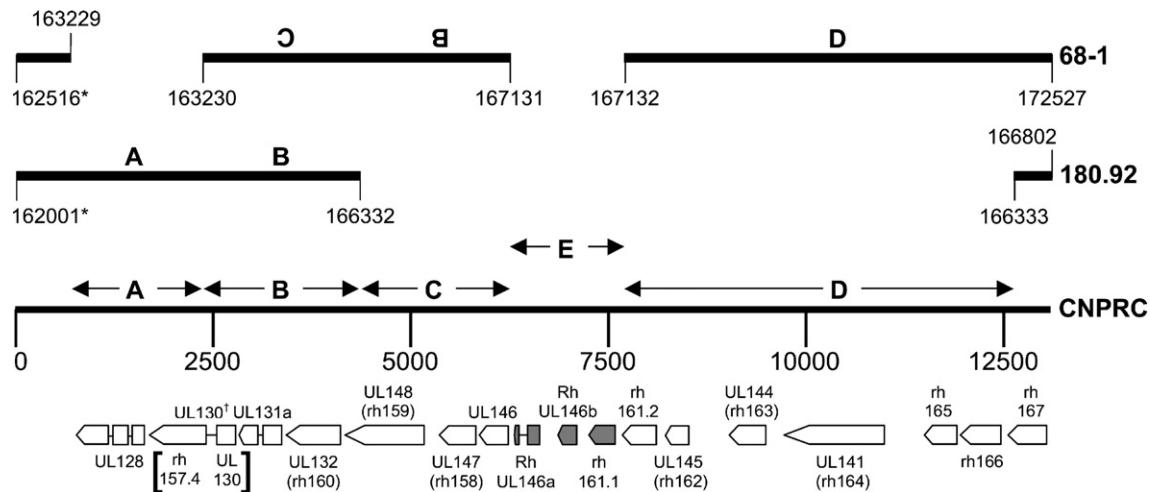 163229
C B D 68-1
162516* 163230 167131 167132 172527
166802
A B 180.92
162001* 166332 166333
E
A B C D
CNPRC
0 2500 5000 7500 10000 12500
UL148 (rh159)
Rh UL146b
rh 161.2
UL144 (rh163)
rh 165
rh 167
UL130† UL131a
UL146
UL128
[ rh 157.4
UL 130 ]
UL132 (rh160)
UL147 (rh158)
Rh UL146a
rh 161.1
UL145 (rh162)
UL141 (rh164)
rh166